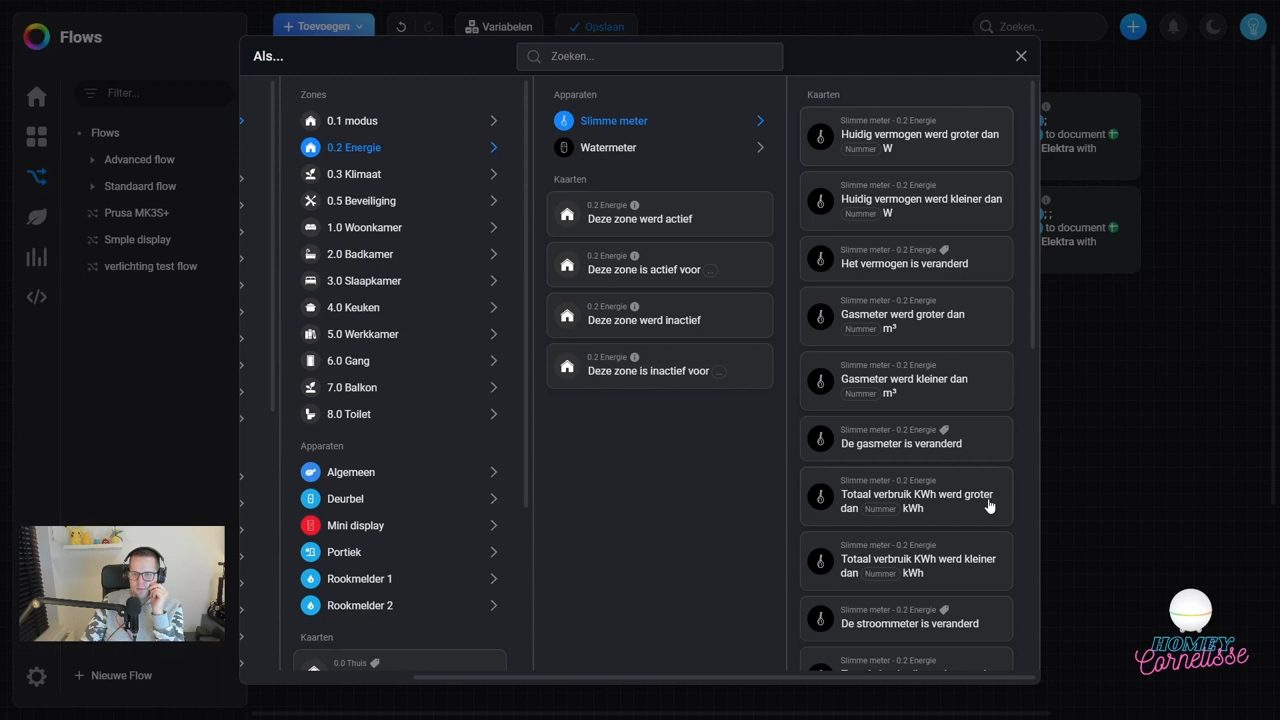 Flows
Toevoegen
Variabelen
Opslaan
Zoeken...
Als...
Zoeken...
Filter...
Flows
Advanced flow
Standaard flow
Prusa MK3S+
Smple display
verlichting test flow
Nieuwe Flow
Zones
0.1 modus
0.2 Energie
0.3 Klimaat
0.5 Beveiliging
1.0 Woonkamer
2.0 Badkamer
3.0 Slaapkamer
4.0 Keuken
5.0 Werkkamer
6.0 Gang
7.0 Balkon
8.0 Toilet
Apparaten
Algemeen
Deurbel
Mini display
Portiek
Rookmelder 1
Rookmelder 2
Kaarten
0.0 Thuis
Apparaten
Slimme meter
Watermeter
Kaarten
0.2 Energie
Deze zone werd actief
0.2 Energie
Deze zone is actief voor ...
0.2 Energie
Deze zone werd inactief
0.2 Energie
Deze zone is inactief voor ...
Kaarten
Slimme meter - 0.2 Energie
Huidig vermogen werd groter dan
Nummer W
Slimme meter - 0.2 Energie
Huidig vermogen werd kleiner dan
Nummer W
Slimme meter - 0.2 Energie
Het vermogen is veranderd
Slimme meter - 0.2 Energie
Gasmeter werd groter dan
Nummer m³
Slimme meter - 0.2 Energie
Gasmeter werd kleiner dan
Nummer m³
Slimme meter - 0.2 Energie
De gasmeter is veranderd
Slimme meter - 0.2 Energie
Totaal verbruik KWh werd groter
dan Nummer kWh
Slimme meter - 0.2 Energie
Totaal verbruik KWh werd kleiner
dan Nummer kWh
Slimme meter - 0.2 Energie
De stroommeter is veranderd
Slimme meter - 0.2 Energie
;
to document
Elektra with
;;
to document
Elektra with
HOMEY
Cornelisse